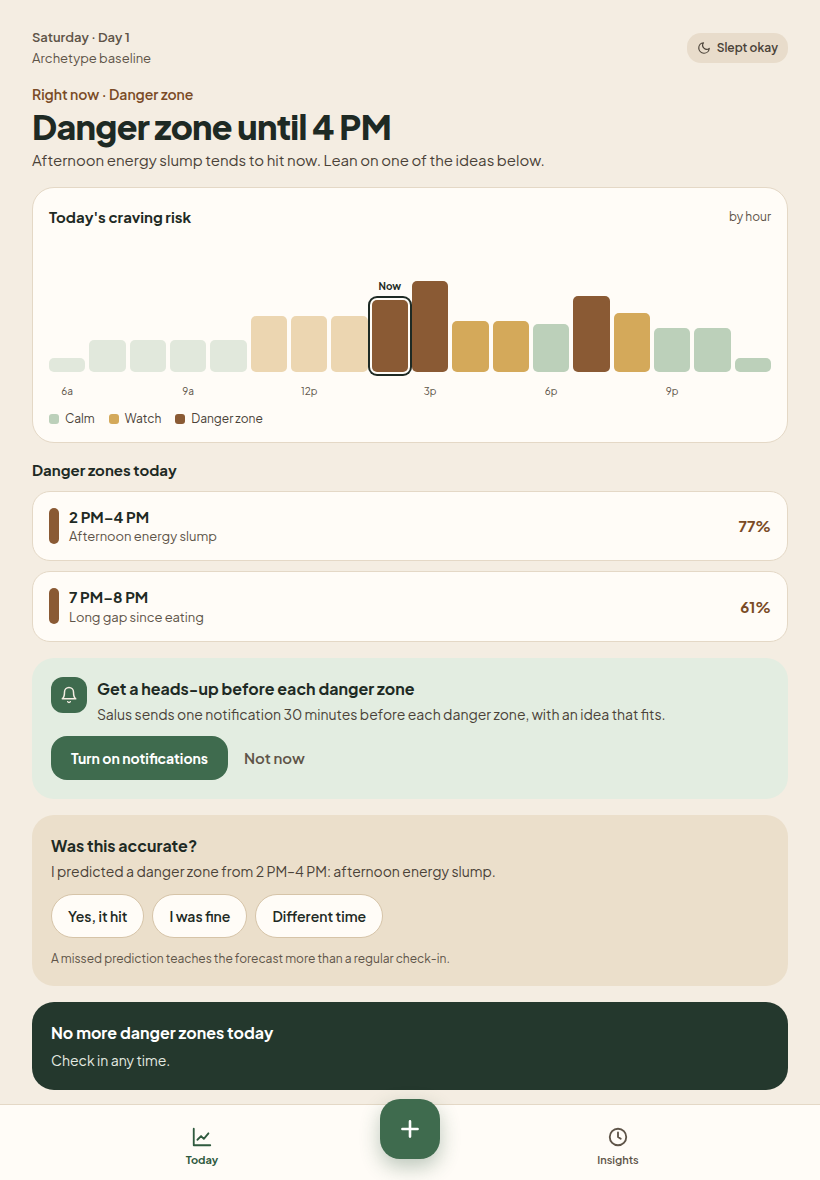 Saturday · Day 1
Archetype baseline
Slept okay
Right now · Danger zone
Danger zone until 4 PM
Afternoon energy slump tends to hit now. Lean on one of the ideas below.
Today's craving risk
by hour
Now
6a 9a 12p 3p 6p 9p
Calm Watch Danger zone
Danger zones today
2 PM–4 PM
Afternoon energy slump
77%
7 PM–8 PM
Long gap since eating
61%
Get a heads-up before each danger zone
Salus sends one notification 30 minutes before each danger zone, with an idea that fits.
Turn on notifications Not now
Was this accurate?
I predicted a danger zone from 2 PM–4 PM: afternoon energy slump.
Yes, it hit I was fine Different time
A missed prediction teaches the forecast more than a regular check-in.
No more danger zones today
Check in any time.
Today Insights